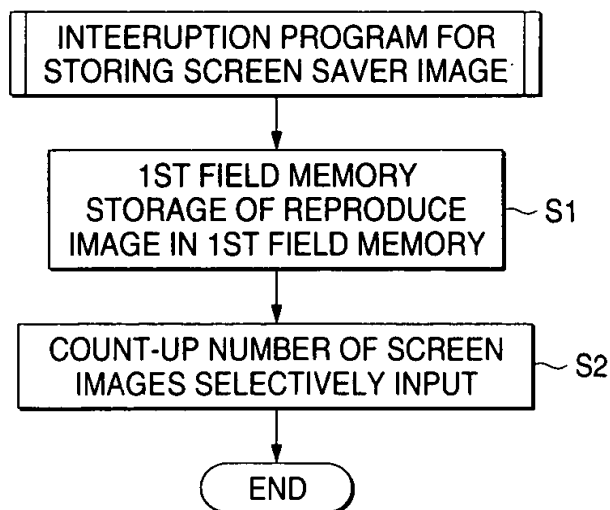 INTEERUPTION PROGRAM FOR
STORING SCREEN SAVER IMAGE
1ST FIELD MEMORY
STORAGE OF REPRODUCE
IMAGE IN 1ST FIELD MEMORY
S1
COUNT-UP NUMBER OF SCREEN
IMAGES SELECTIVELY INPUT
S2
END